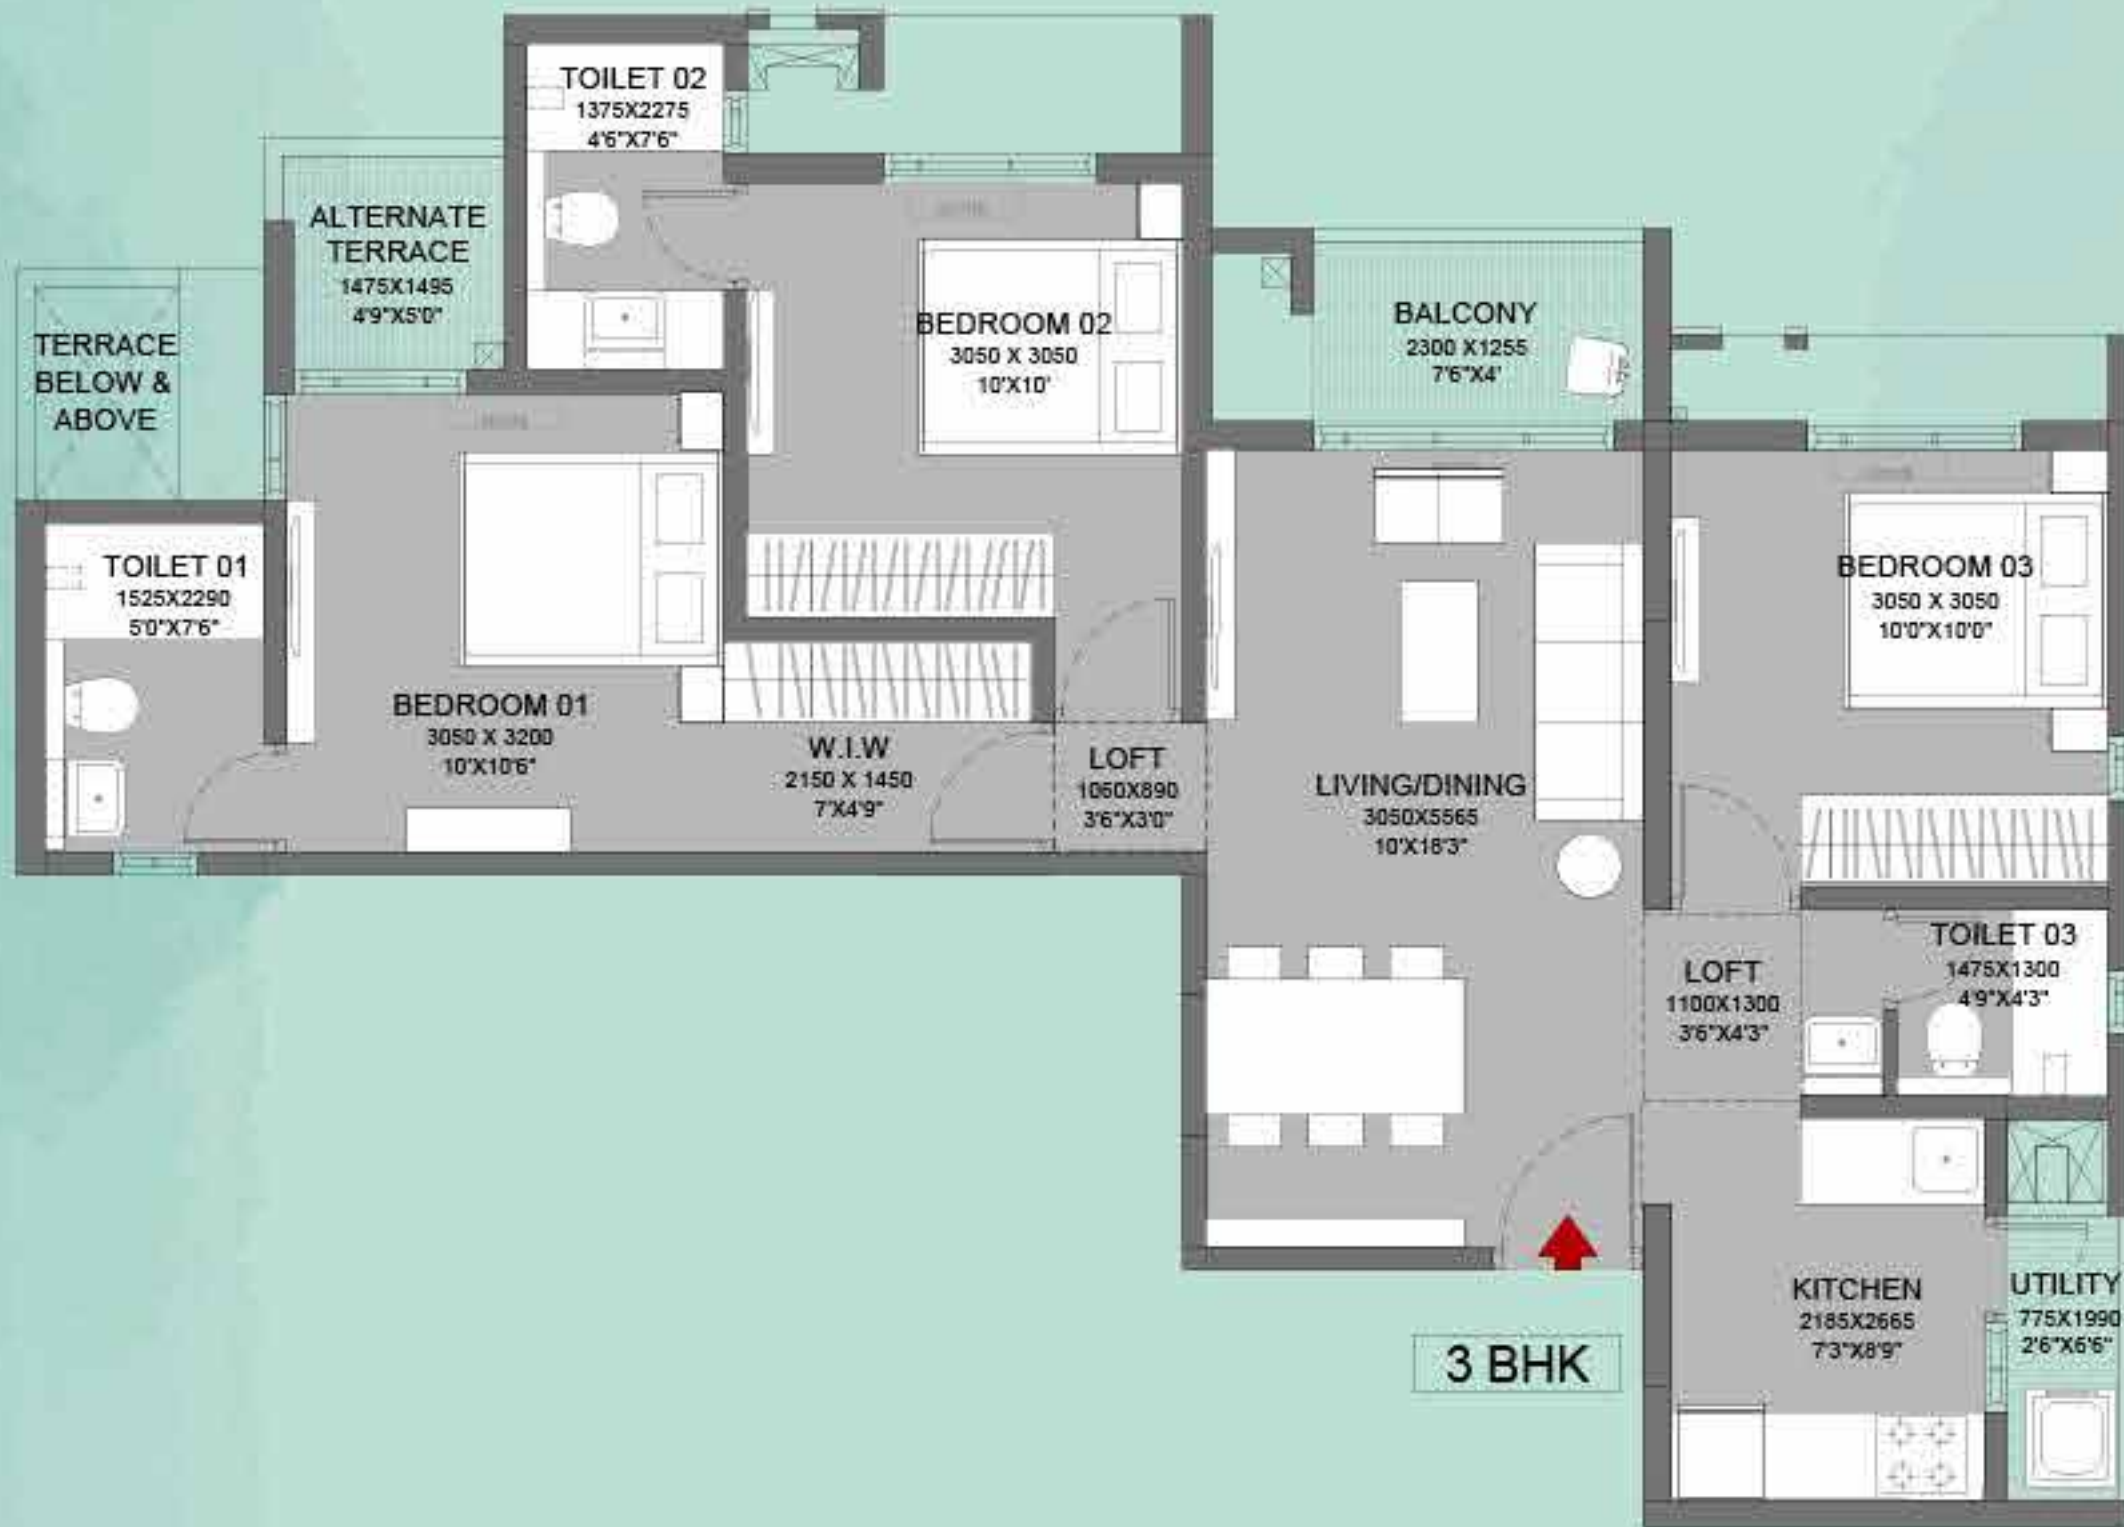 TOILET 02
1375X2275
4'6"X7'6"
ALTERNATE
TERRACE
1475X1495
4'9"X5'0"
TERRACE
BELOW &
ABOVE
BEDROOM 02
3050 X 3050
10'X10'
BALCONY
2300 X1255
7'6"X4'
TOILET 01
1525X2290
5'0"X7'6"
BEDROOM 03
3050 X 3050
10'0"X10'0"
BEDROOM 01
3050 X 3200
10'X10'6"
W.I.W
2150 X 1450
7'X4'9"
LOFT
1060X890
3'6"X3'0"
LIVING/DINING
3050X5565
10'X18'3"
TOILET 03
1475X1300
4'9"X4'3"
LOFT
1100X1300
3'6"X4'3"
KITCHEN
2185X2665
7'3"X8'9"
UTILITY
775X1990
2'6"X6'6"
3 BHK